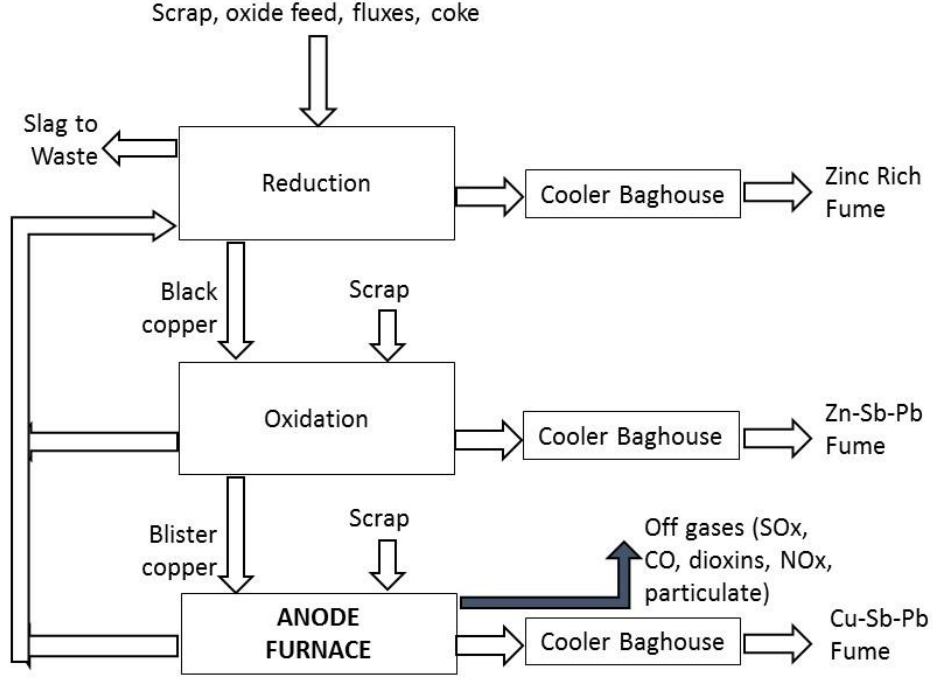 Scrap, oxide feed, fluxes, coke
Slag to
Waste
Reduction
Cooler Baghouse
Zinc Rich
Fume
Black
copper
Scrap
Oxidation
Cooler Baghouse
Zn-Sb-Pb
Fume
Blister
copper
Scrap
Off gases (SOx,
CO, dioxins, NOx,
particulate)
ANODE
FURNACE
Cooler Baghouse
Cu-Sb-Pb
Fume